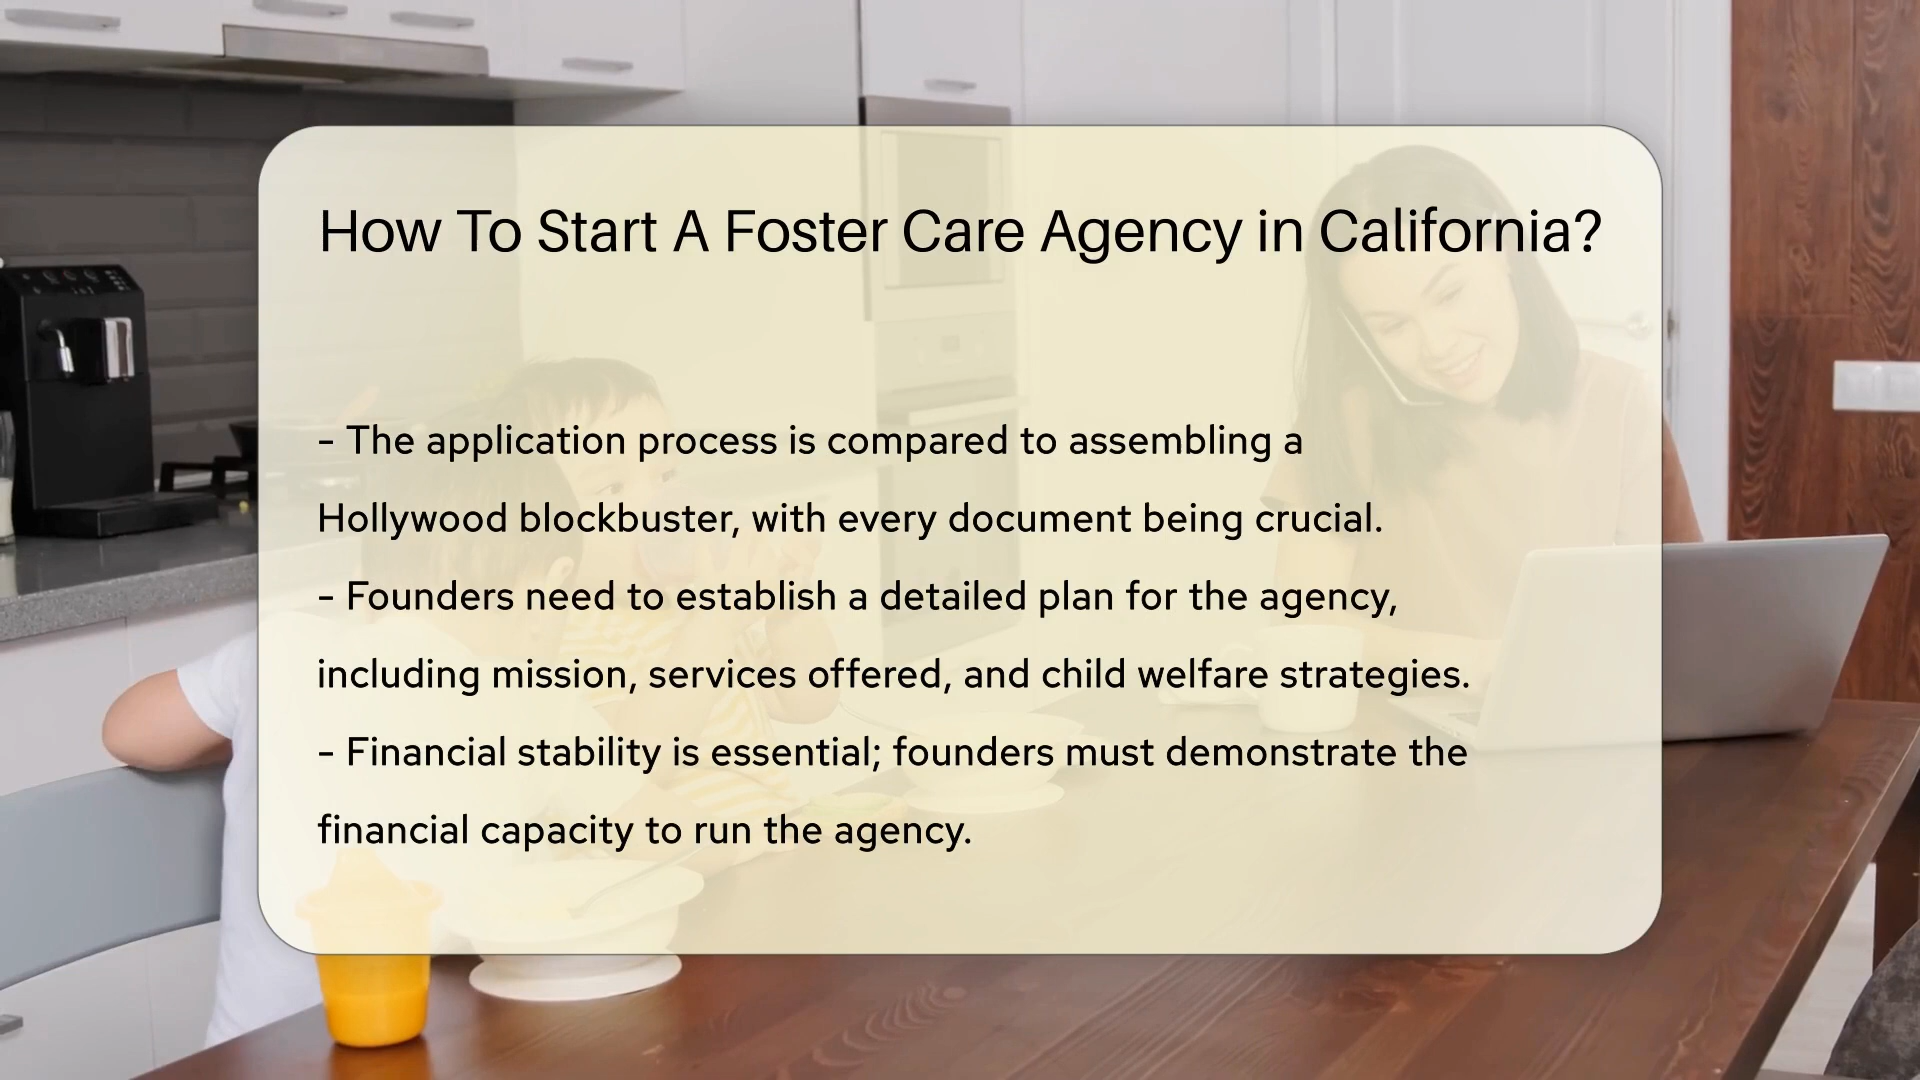 How To Start A Foster Care Agency in California?
- The application process is compared to assembling a
Hollywood blockbuster, with every document being crucial.
- Founders need to establish a detailed plan for the agency,
including mission, services offered, and child welfare strategies.
- Financial stability is essential; founders must demonstrate the
financial capacity to run the agency.